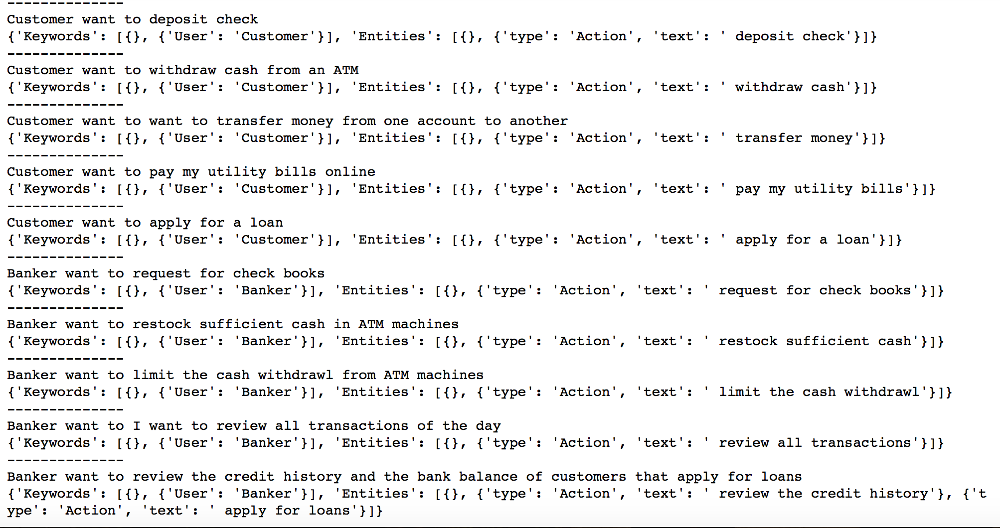 --------------
Customer want to deposit check
{'Keywords': [{}, {'User': 'Customer'}], 'Entities': [{}, {'type': 'Action', 'text': ' deposit check'}]}
--------------
Customer want to withdraw cash from an ATM
{'Keywords': [{}, {'User': 'Customer'}], 'Entities': [{}, {'type': 'Action', 'text': ' withdraw cash'}]}
--------------
Customer want to want to transfer money from one account to another
{'Keywords': [{}, {'User': 'Customer'}], 'Entities': [{}, {'type': 'Action', 'text': ' transfer money'}]}
--------------
Customer want to pay my utility bills online
{'Keywords': [{}, {'User': 'Customer'}], 'Entities': [{}, {'type': 'Action', 'text': ' pay my utility bills'}]}
--------------
Customer want to apply for a loan
{'Keywords': [{}, {'User': 'Customer'}], 'Entities': [{}, {'type': 'Action', 'text': ' apply for a loan'}]}
--------------
Banker want to request for check books
{'Keywords': [{}, {'User': 'Banker'}], 'Entities': [{}, {'type': 'Action', 'text': ' request for check books'}]}
--------------
Banker want to restock sufficient cash in ATM machines
{'Keywords': [{}, {'User': 'Banker'}], 'Entities': [{}, {'type': 'Action', 'text': ' restock sufficient cash'}]}
--------------
Banker want to limit the cash withdrawl from ATM machines
{'Keywords': [{}, {'User': 'Banker'}], 'Entities': [{}, {'type': 'Action', 'text': ' limit the cash withdrawl'}]}
--------------
Banker want to I want to review all transactions of the day
{'Keywords': [{}, {'User': 'Banker'}], 'Entities': [{}, {'type': 'Action', 'text': ' review all transactions'}]}
--------------
Banker want to review the credit history and the bank balance of customers that apply for loans
{'Keywords': [{}, {'User': 'Banker'}], 'Entities': [{}, {'type': 'Action', 'text': ' review the credit history'}, {'t
ype': 'Action', 'text': ' apply for loans'}]}